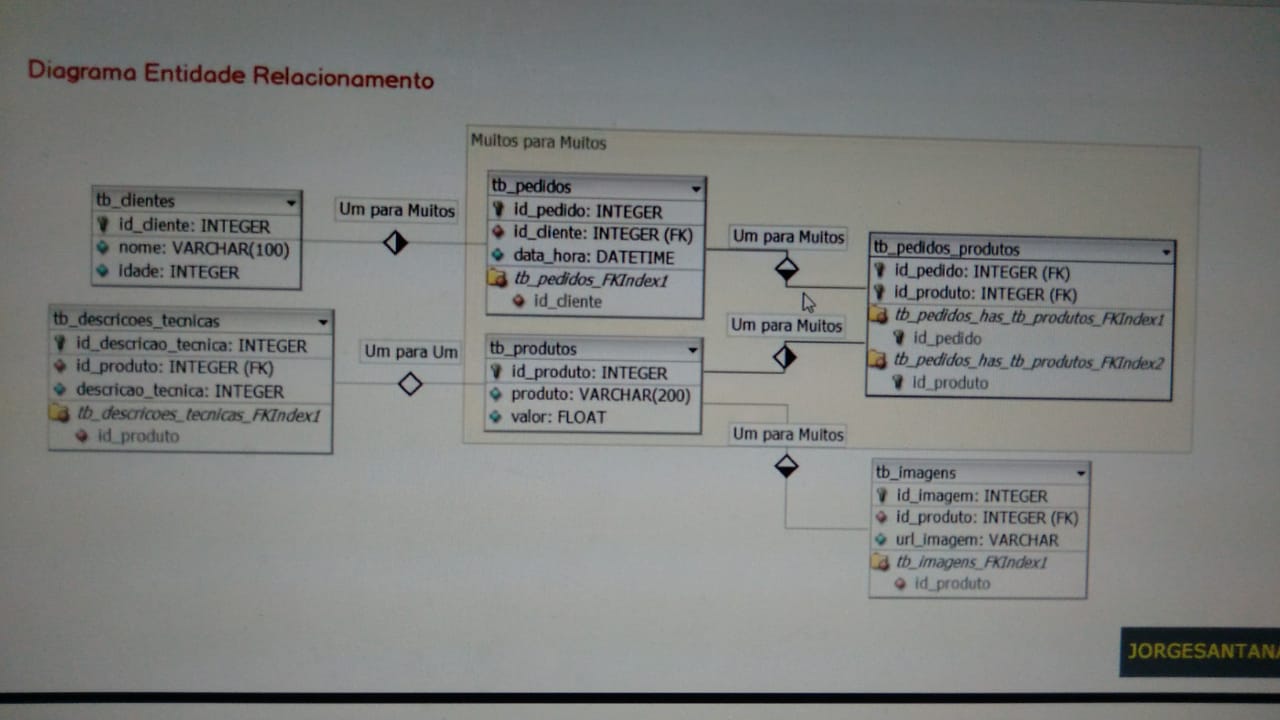 Diagrama Entidade Relacionamento
Muitos para Muitos
tb_clientes
id_cliente: INTEGER
nome: VARCHAR(100)
idade: INTEGER
Um para Muitos
tb_pedidos
id_pedido: INTEGER
id_cliente: INTEGER (FK)
data_hora: DATETIME
tb_pedidos_FKIndex1
id_cliente
Um para Muitos
tb_pedidos_produtos
id_pedido: INTEGER (FK)
id_produto: INTEGER (FK)
tb_pedidos_has_tb_produtos_FKIndex1
id_pedido
tb_pedidos_has_tb_produtos_FKIndex2
id_produto
Um para Muitos
tb_descricoes_tecnicas
id_descricao_tecnica: INTEGER
id_produto: INTEGER (FK)
descricao_tecnica: INTEGER
tb_descricoes_tecnicas_FKIndex1
id_produto
Um para Um
tb_produtos
id_produto: INTEGER
produto: VARCHAR(200)
valor: FLOAT
Um para Muitos
tb_imagens
id_imagem: INTEGER
id_produto: INTEGER (FK)
url_imagem: VARCHAR
tb_imagens_FKIndex1
id_produto
JORGESANTANA